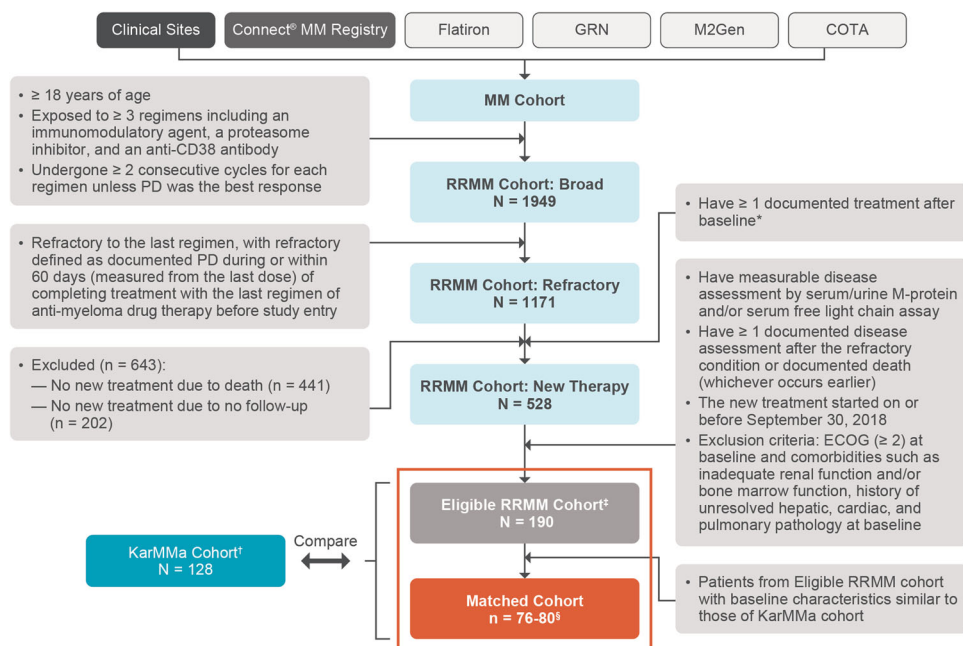 Clinical Sites
Connect® MM Registry
Flatiron
GRN
M2Gen
COTA
MM Cohort
• ≥ 18 years of age
• Exposed to ≥ 3 regimens including an
immunomodulatory agent, a proteasome
inhibitor, and an anti-CD38 antibody
• Undergone ≥ 2 consecutive cycles for each
regimen unless PD was the best response
RRMM Cohort: Broad
N = 1949
• Have ≥ 1 documented treatment after
baseline*
• Refractory to the last regimen, with refractory
defined as documented PD during or within
60 days (measured from the last dose) of
completing treatment with the last regimen of
anti-myeloma drug therapy before study entry
RRMM Cohort: Refractory
N = 1171
• Excluded (n = 643):
— No new treatment due to death (n = 441)
— No new treatment due to no follow-up
(n = 202)
RRMM Cohort: New Therapy
N = 528
• Have measurable disease
assessment by serum/urine M-protein
and/or serum free light chain assay
• Have ≥ 1 documented disease
assessment after the refractory
condition or documented death
(whichever occurs earlier)
• The new treatment started on or
before September 30, 2018
• Exclusion criteria: ECOG (≥ 2) at
baseline and comorbidities such as
inadequate renal function and/or
bone marrow function, history of
unresolved hepatic, cardiac, and
pulmonary pathology at baseline
Eligible RRMM Cohort‡
N = 190
KarMMa Cohort†
N = 128
Compare
• Patients from Eligible RRMM cohort
with baseline characteristics similar to
those of KarMMa cohort
Matched Cohort
n = 76-80§